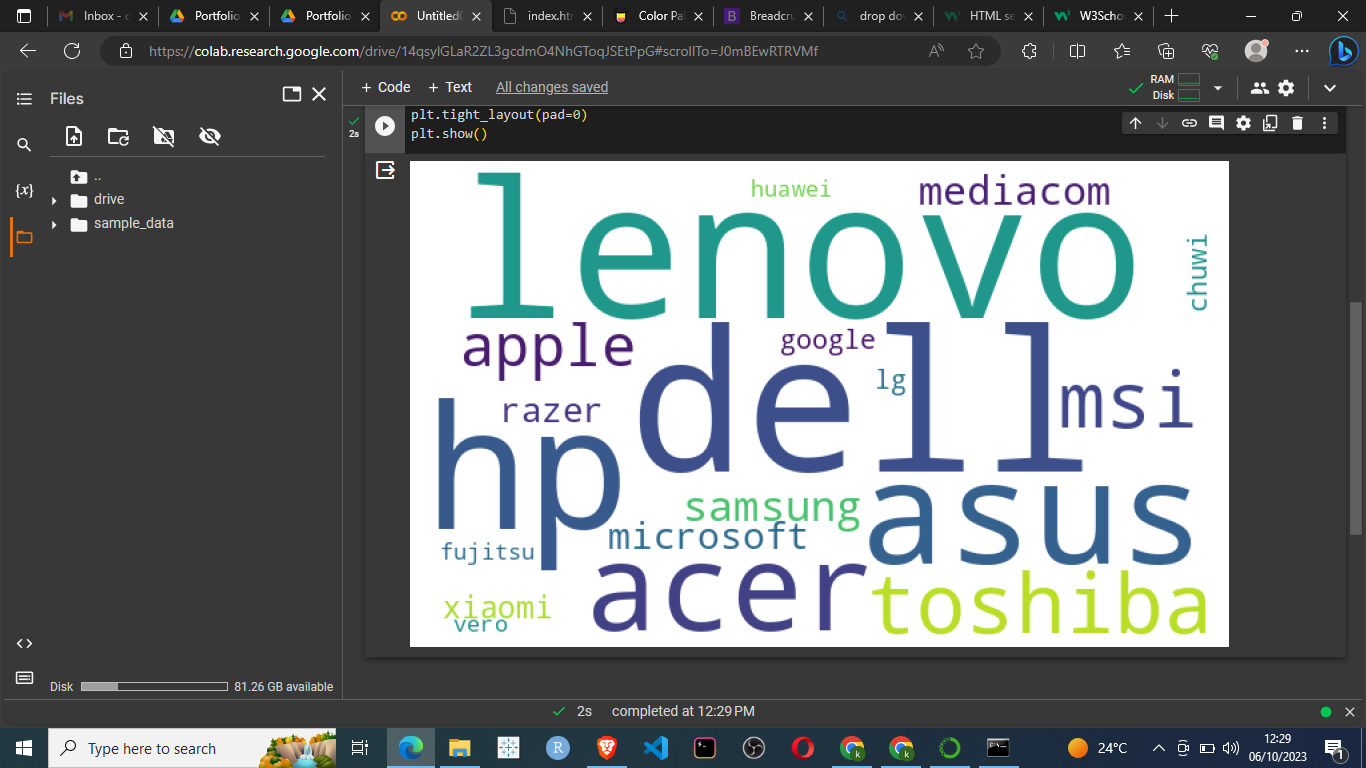 Inbox - c
Portfolio
Portfolio
Untitled
index.htm
Color Pa
Breadcru
drop dov
HTML se
W3Schoo
https://colab.research.google.com/drive/14qsylGLaR2ZL3gcdmO4NhGToqJSEtPpG#scrollTo=J0mBEwRTRVMf
Files
+ Code + Text All changes saved
RAM
Disk
plt.tight_layout(pad=0)
plt.show()
2s
{x}
..
drive
sample_data
huawei
mediacom
lenovo
chuwi
apple
google
dell
lg
msi
razer
hp
samsung
asus
microsoft
fujitsu
acer
toshiba
xiaomi
vero
Disk 81.26 GB available
2s completed at 12:29 PM
Type here to search
24°C
12:29
06/10/2023
1